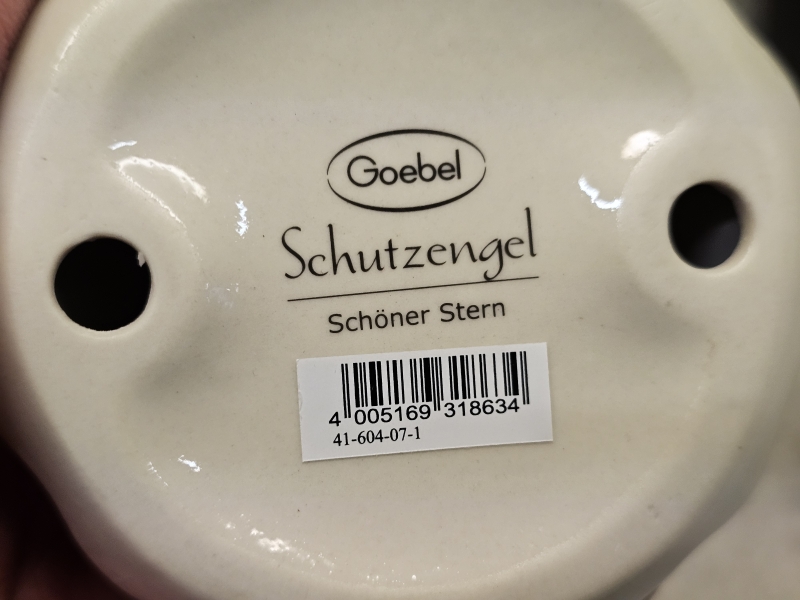 Goebel
Schutzengel
Schöner Stern
4 005169 318634
41-604-07-1